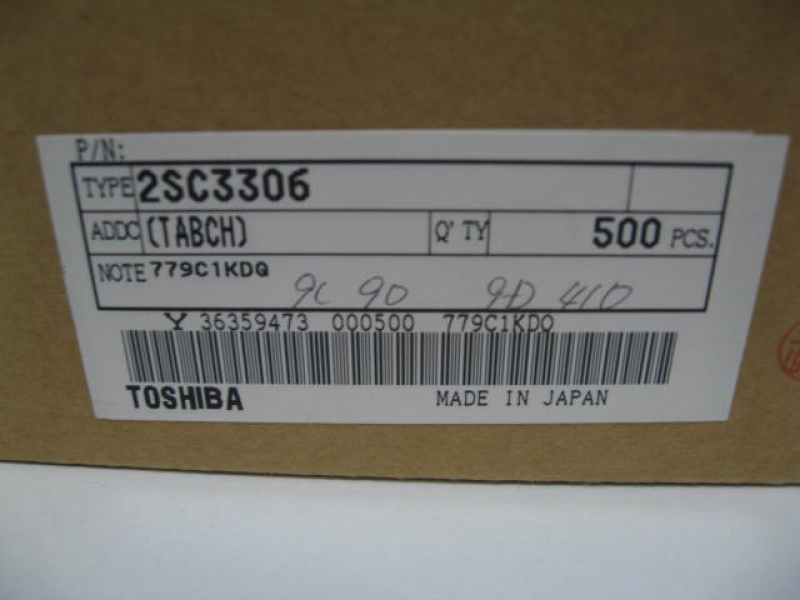 P/N:
TYPE 2SC3306
ADDC (TABCH) Q'TY 500 PCS.
NOTE 779C1KDQ
9C 90 9D 410
Y 36359473 000500 779C1KDQ
TOSHIBA MADE IN JAPAN